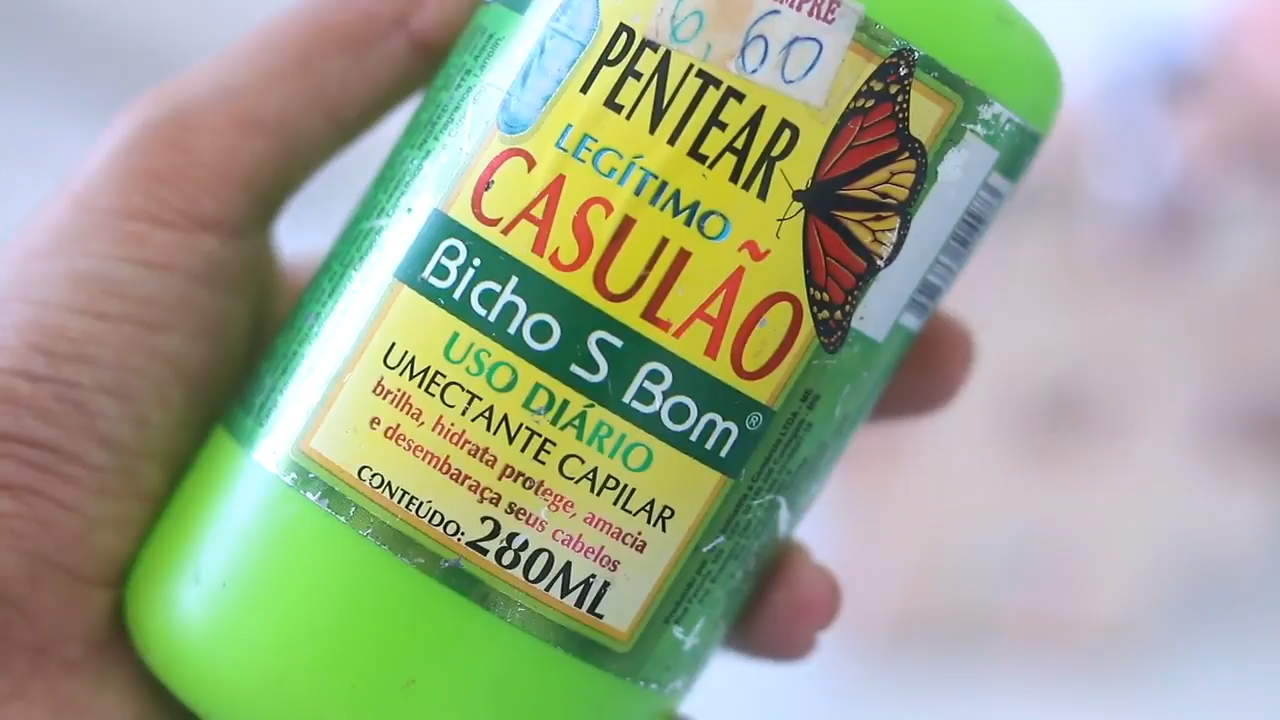 6,60
PENTEAR
LEGÍTIMO
CASULÃO
Bicho S Bom®
USO DIÁRIO
UMECTANTE CAPILAR
brilha, hidrata protege, amacia
e desembaraça seus cabelos
CONTEÚDO: 280ML